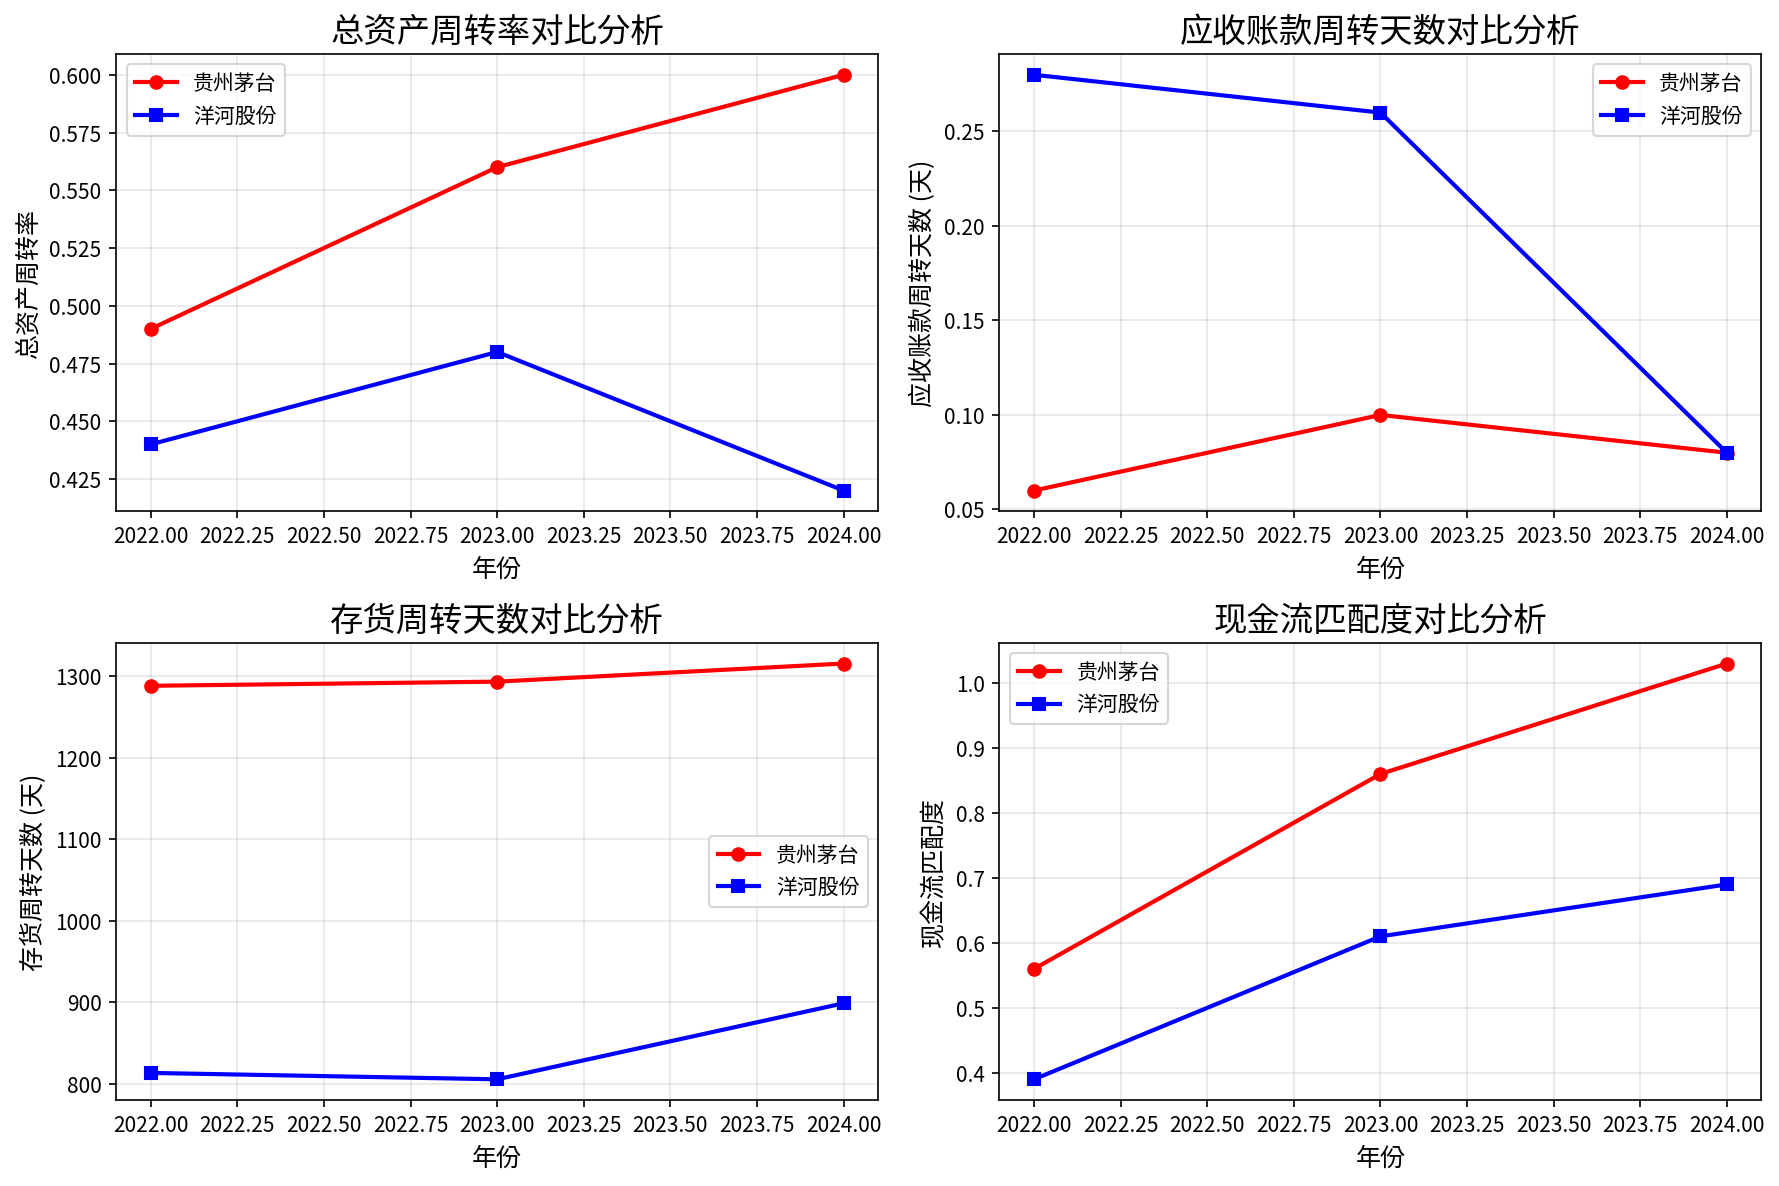 总资产周转率对比分析
总资产周转率
0.600
0.575
0.550
0.525
0.500
0.475
0.450
0.425
贵州茅台
洋河股份
2022.00 2022.25 2022.50 2022.75 2023.00 2023.25 2023.50 2023.75 2024.00
年份
应收账款周转天数对比分析
应收账款周转天数 (天)
0.25
0.20
0.15
0.10
0.05
贵州茅台
洋河股份
2022.00 2022.25 2022.50 2022.75 2023.00 2023.25 2023.50 2023.75 2024.00
年份
存货周转天数对比分析
存货周转天数 (天)
1300
1200
1100
1000
900
800
贵州茅台
洋河股份
2022.00 2022.25 2022.50 2022.75 2023.00 2023.25 2023.50 2023.75 2024.00
年份
现金流匹配度对比分析
现金流匹配度
1.0
0.9
0.8
0.7
0.6
0.5
0.4
贵州茅台
洋河股份
2022.00 2022.25 2022.50 2022.75 2023.00 2023.25 2023.50 2023.75 2024.00
年份